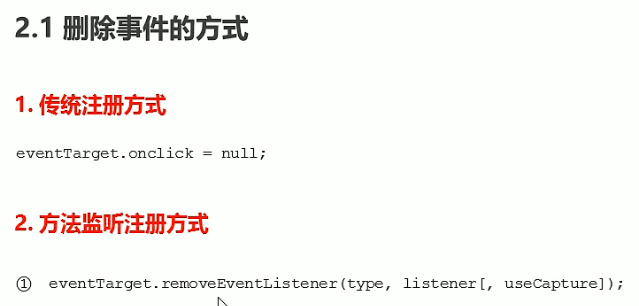 2.1 删除事件的方式
1. 传统注册方式
eventTarget.onclick = null;
2. 方法监听注册方式
① eventTarget.removeEventListener(type, listener[, useCapture]);